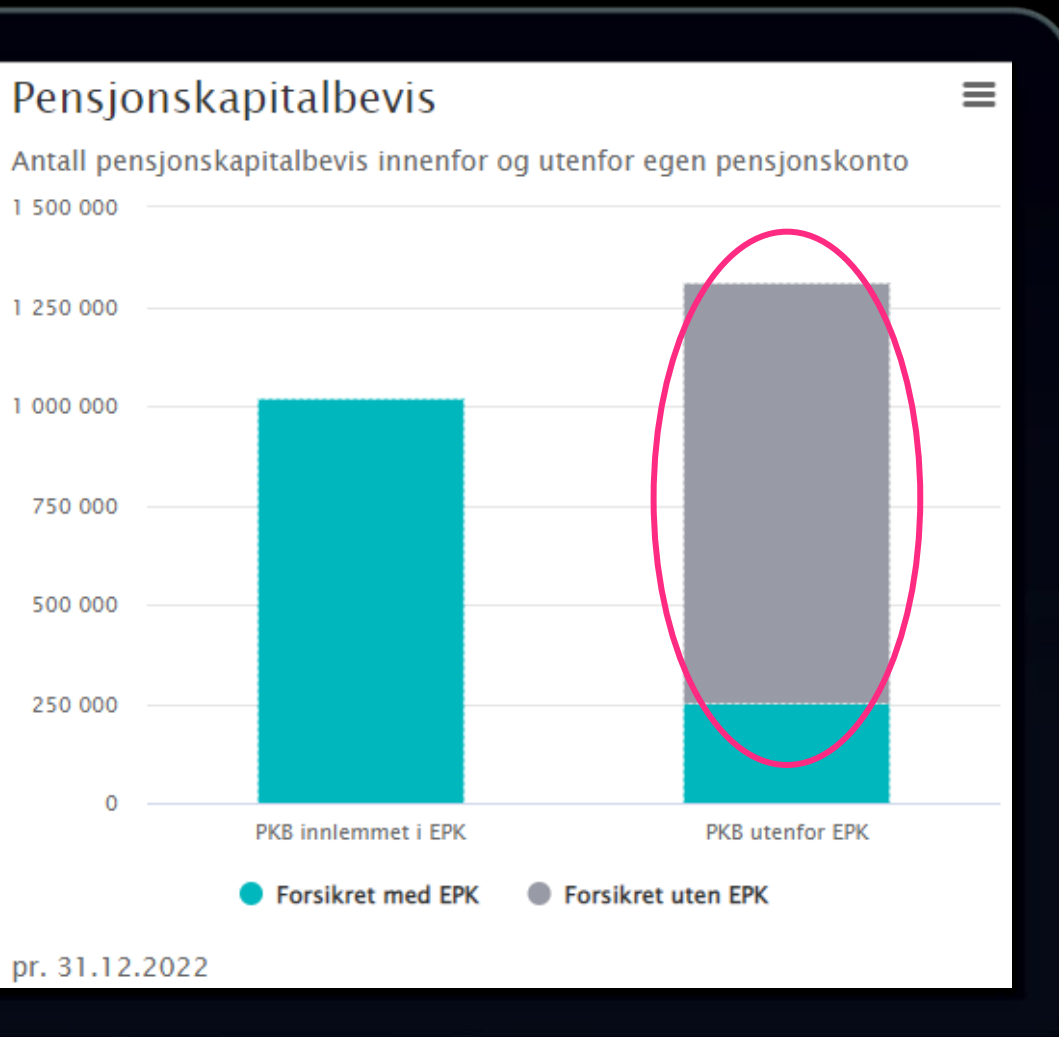 Pensjonskapitalbevis
Antall pensjonskapitalbevis innenfor og utenfor egen pensjonskonto
1 500 000
1 250 000
1 000 000
750 000
500 000
250 000
0
PKB innlemmet i EPK
PKB utenfor EPK
Forsikret med EPK
Forsikret uten EPK
pr. 31.12.2022